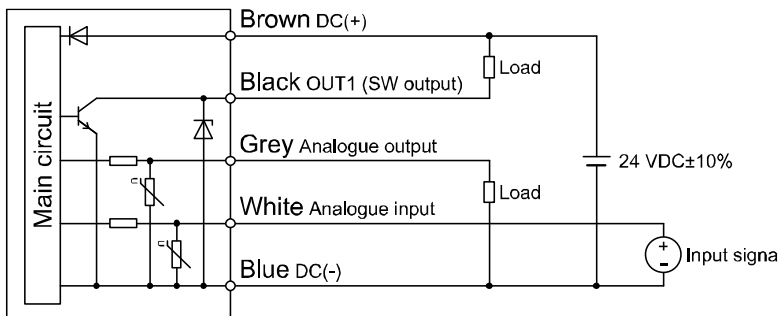 Brown DC(+)
Load
Black OUT1 (SW output)
Main circuit
Grey Analogue output
24 VDC±10%
n
Load
White Analogue input
n
Input signa
Blue DC(-)